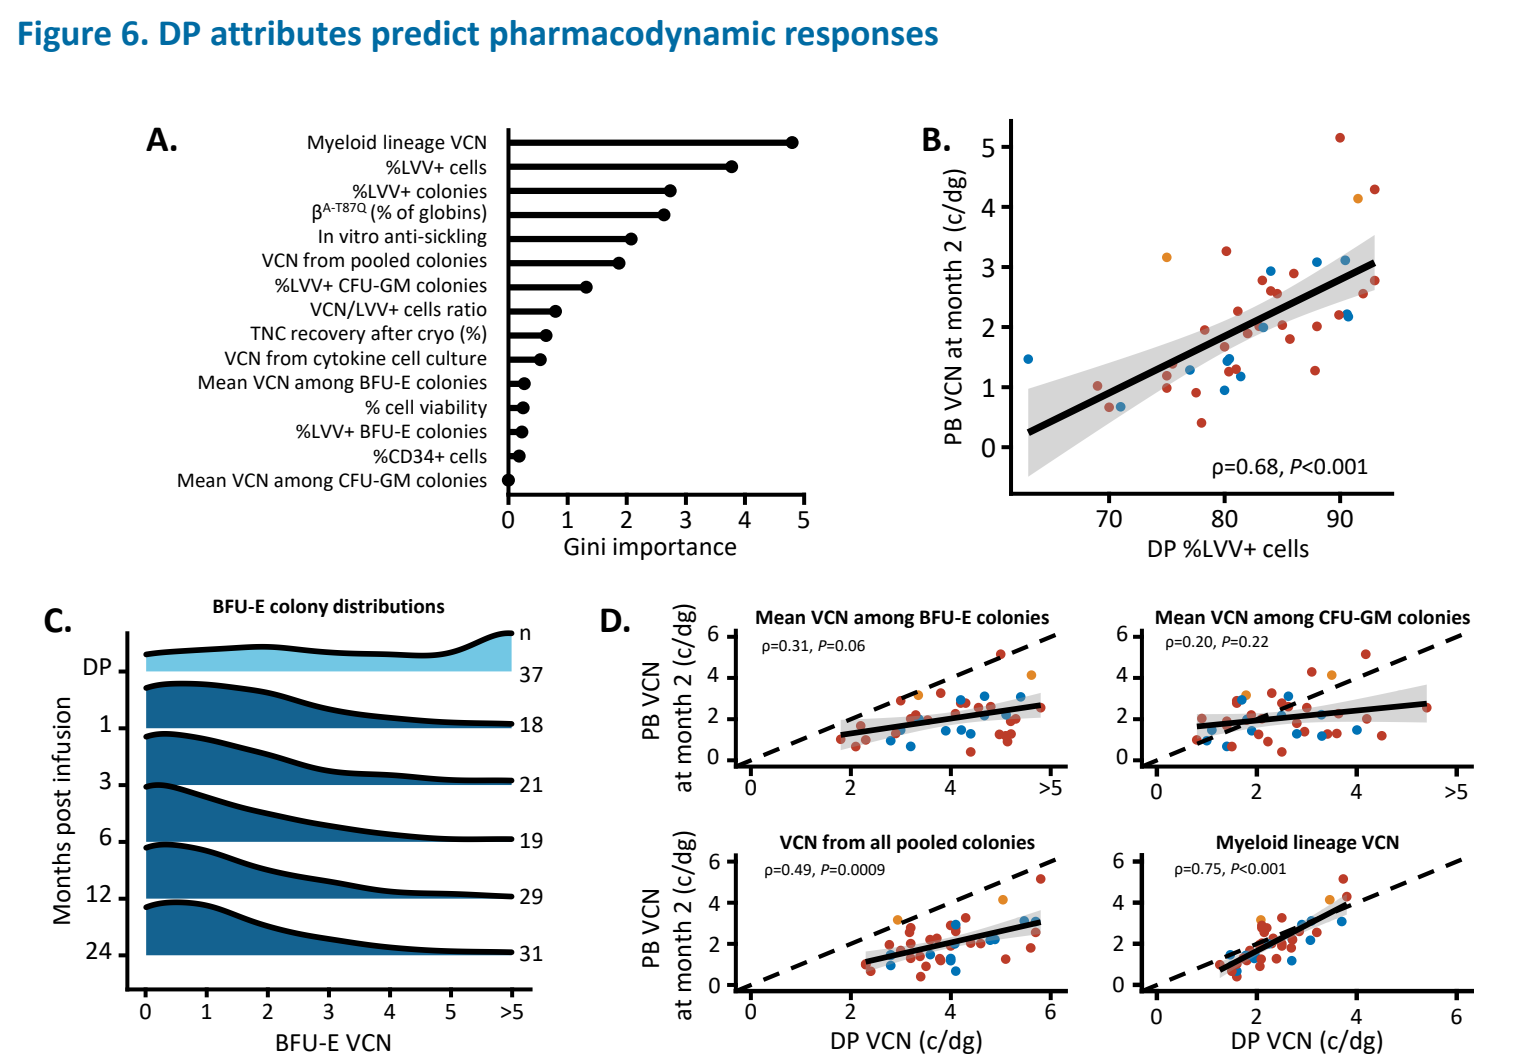 Figure 6. DP attributes predict pharmacodynamic responses
A.
Myeloid lineage VCN
%LVV+ cells
%LVV+ colonies
βA-T87Q (% of globins)
In vitro anti-sickling
VCN from pooled colonies
%LVV+ CFU-GM colonies
VCN/LVV+ cells ratio
TNC recovery after cryo (%)
VCN from cytokine cell culture
Mean VCN among BFU-E colonies
% cell viability
%LVV+ BFU-E colonies
%CD34+ cells
Mean VCN among CFU-GM colonies
0 1 2 3 4 5
Gini importance
B.
PB VCN at month 2 (c/dg)
5
4
3
2
1
0
ρ=0.68, P<0.001
70 80 90
DP %LVV+ cells
C.
BFU-E colony distributions
Months post infusion
n
DP 37
1 18
3 21
6 19
12 29
24 31
0 1 2 3 4 5 >5
BFU-E VCN
D.
Mean VCN among BFU-E colonies
ρ=0.31, P=0.06
PB VCN
at month 2 (c/dg)
6
4
2
0
0 2 4 >5
Mean VCN among CFU-GM colonies
ρ=0.20, P=0.22
6
4
2
0
0 2 4 >5
VCN from all pooled colonies
ρ=0.49, P=0.0009
PB VCN
at month 2 (c/dg)
6
4
2
0
0 2 4 6
DP VCN (c/dg)
Myeloid lineage VCN
ρ=0.75, P<0.001
6
4
2
0
0 2 4 6
DP VCN (c/dg)